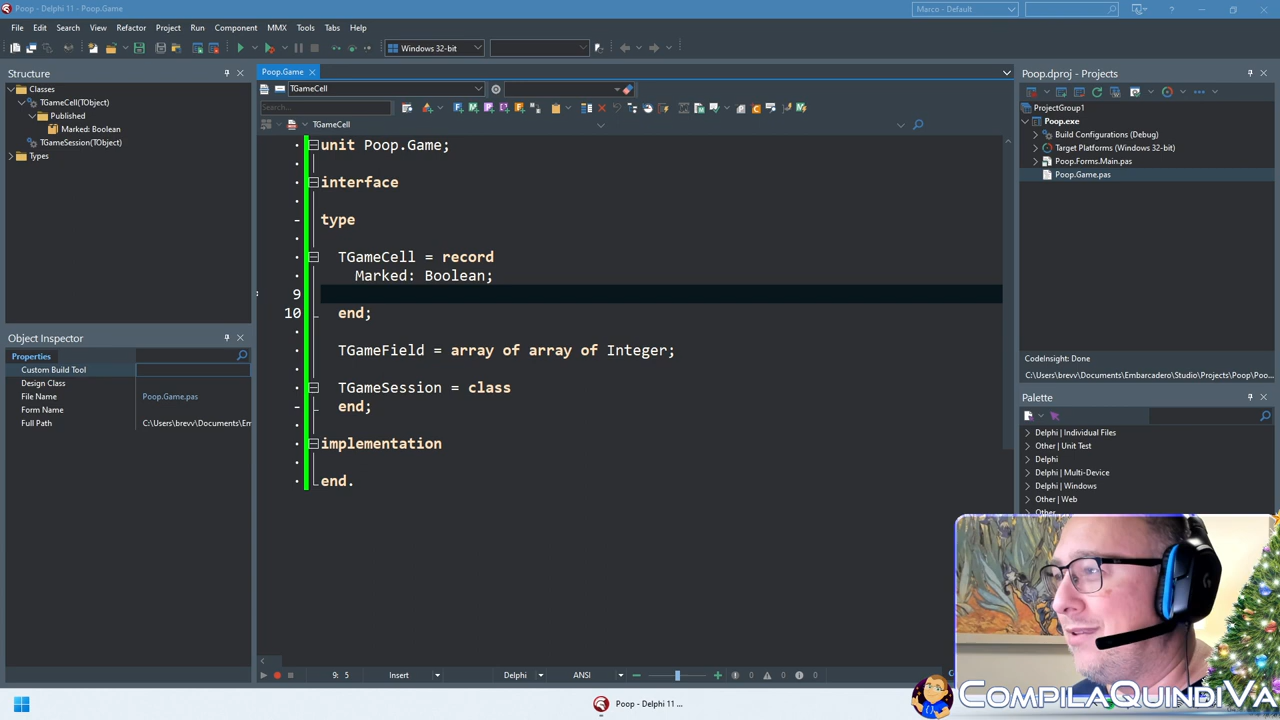 Poop - Delphi 11 - Poop.Game
Marco - Default
File Edit Search View Refactor Project Run Component MMX Tools Tabs Help
Windows 32-bit
Structure
Classes
TGameCell(TObject)
Published
Marked: Boolean
TGameSession(TObject)
Types
Object Inspector
Properties
Custom Build Tool
Design Class
File Name Poop.Game.pas
Form Name
Full Path C:\Users\brevv\Documents\Em
Poop.Game
TGameCell
Search...
TGameCell
unit Poop.Game;
interface
type
TGameCell = record
Marked: Boolean;
9
10 end;
TGameField = array of array of Integer;
TGameSession = class
end;
implementation
end.
9: 5 Insert Delphi ANSI 0 0 0
Poop.dproj - Projects
ProjectGroup1
Poop.exe
Build Configurations (Debug)
Target Platforms (Windows 32-bit)
Poop.Forms.Main.pas
Poop.Game.pas
CodeInsight: Done
C:\Users\brevv\Documents\Embarcadero\Studio\Projects\Poop\Poo...
Palette
Delphi | Individual Files
Other | Unit Test
Delphi
Delphi | Multi-Device
Delphi | Windows
Other | Web
Other
CompilaQuindiVa
Poop - Delphi 11 - ...